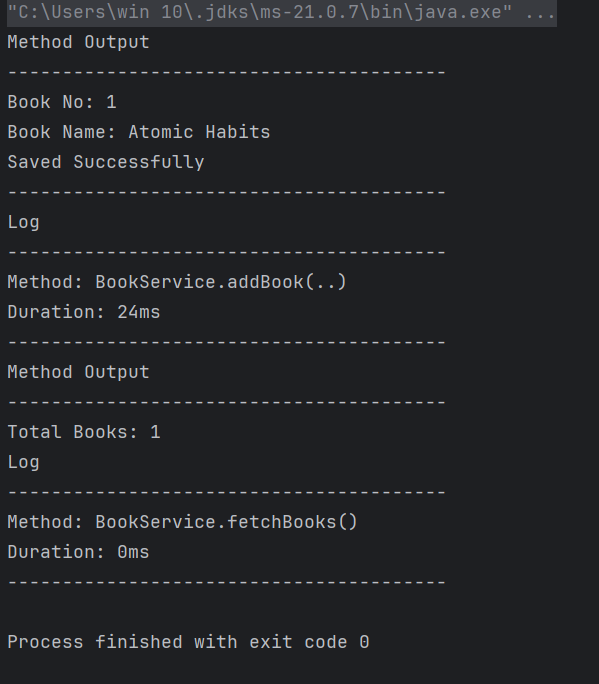 "C:\Users\win 10\.jdks\ms-21.0.7\bin\java.exe" ...
Method Output
----------------------------------------
Book No: 1
Book Name: Atomic Habits
Saved Successfully
----------------------------------------
Log
----------------------------------------
Method: BookService.addBook(..)
Duration: 24ms
----------------------------------------
Method Output
----------------------------------------
Total Books: 1
Log
----------------------------------------
Method: BookService.fetchBooks()
Duration: 0ms
----------------------------------------
Process finished with exit code 0